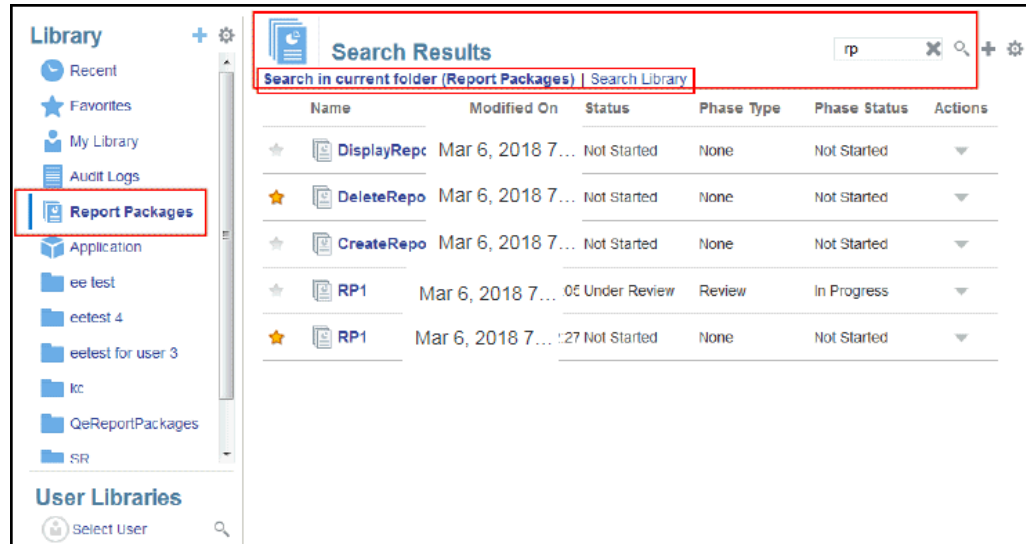 Library
Recent
Favorites
My Library
Audit Logs
Report Packages
Application
ee test
eetest 4
eetest for user 3
kc
QeReportPackages
SR
User Libraries
Select User
Search Results
rp
Search in current folder (Report Packages) | Search Library
Name Modified On Status Phase Type Phase Status Actions
DisplayRepo Mar 6, 2018 7... Not Started None Not Started
DeleteRepo Mar 6, 2018 7... Not Started None Not Started
CreateRepo Mar 6, 2018 7... Not Started None Not Started
RP1 Mar 6, 2018 7... :05 Under Review Review In Progress
RP1 Mar 6, 2018 7... :27 Not Started None Not Started